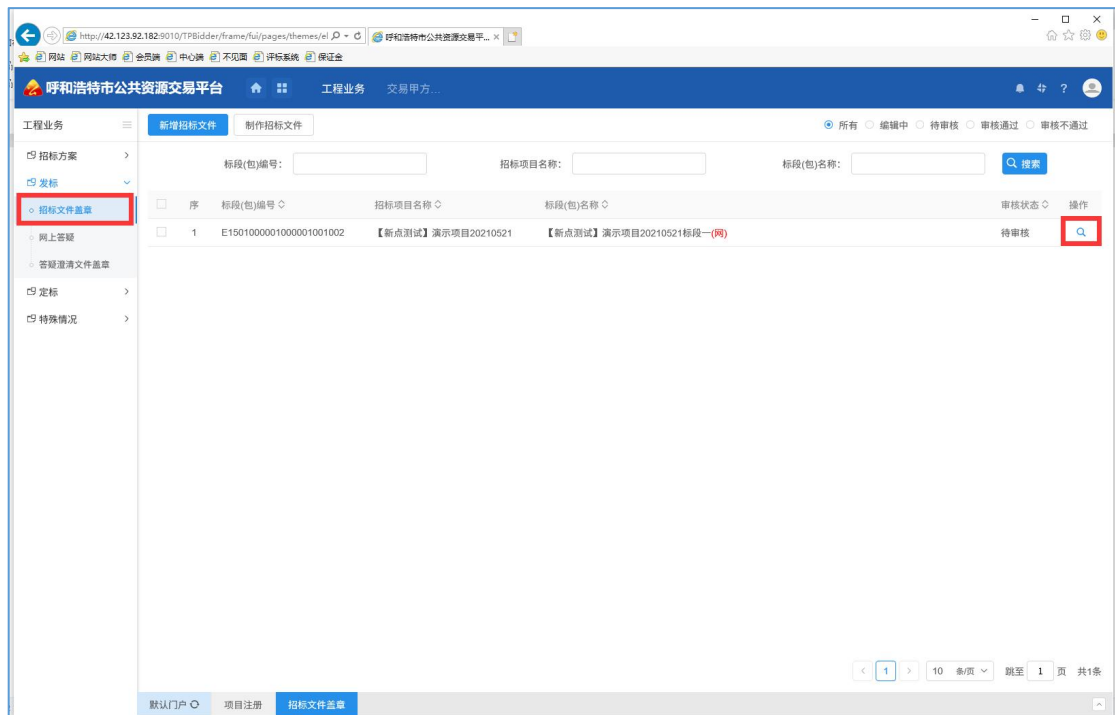 http://42.123.92.182:9010/TPBidder/frame/fui/pages/themes/el
呼和浩特市公共资源交易平...
网站 网站大师 会员端 中心端 不见面 评标系统 保证金
呼和浩特市公共资源交易平台 工程业务 交易甲方...
工程业务
新增招标文件 制作招标文件 所有 编辑中 待审核 审核通过 审核不通过
招标方案
标段(包)编号: 招标项目名称: 标段(包)名称: 搜索
发标
招标文件盖章
序 标段(包)编号 招标项目名称 标段(包)名称 审核状态 操作
1 E1501000001000001001002 【新点测试】演示项目20210521 【新点测试】演示项目20210521标段一(网) 待审核
网上答疑
答疑澄清文件盖章
定标
特殊情况
1 10 条/页 跳至 1 页 共1条
默认门户 项目注册 招标文件盖章